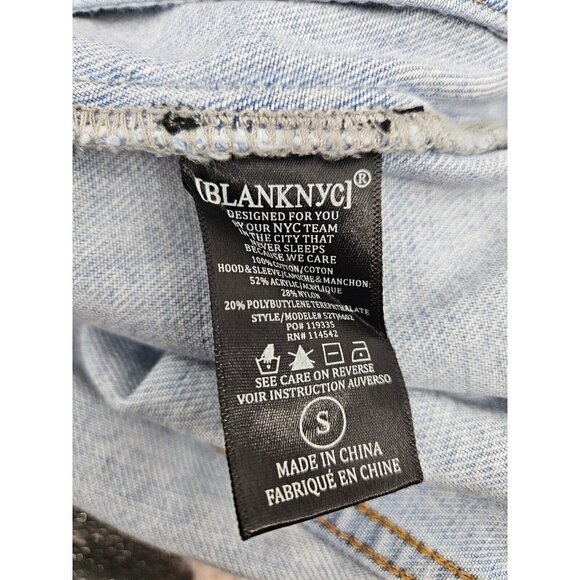 [BLANKNYC]®
DESIGNED FOR YOU
BY OUR NYC TEAM
IN THE CITY THAT
NEVER SLEEPS
BECAUSE WE CARE
100% COTTON/COTON
HOOD & SLEEVE/CAPUCHE & MANCHON:
52% ACRYLIC/ACRYLIQUE
28% NYLON
20% POLYBUTYLENE TEREPHTHALATE
STYLE/MODELE#
PO# 119335
RN# 114542
SEE CARE ON REVERSE
VOIR INSTRUCTION AUVERSO
S
MADE IN CHINA
FABRIQUÉ EN CHINE